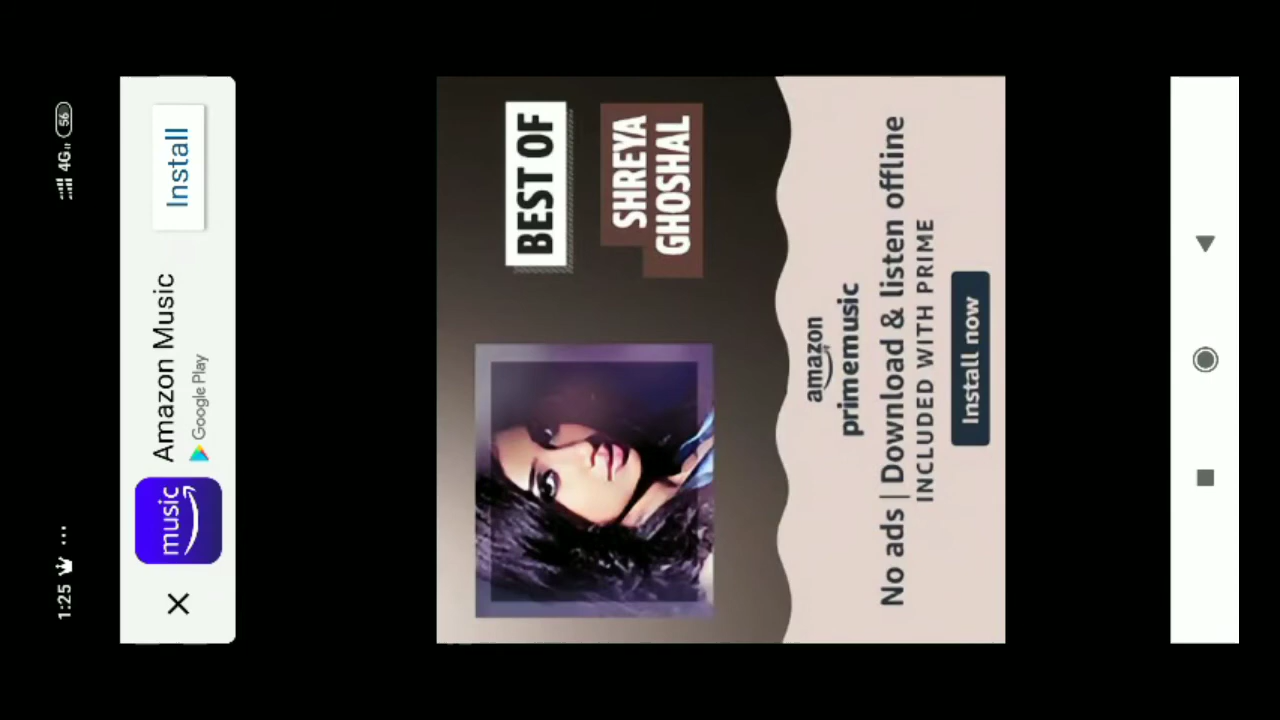 1:25 ...
4G 56
music
Amazon Music
Google Play
Install
BEST OF
SHREYA
GHOSHAL
amazon
primemusic
No ads | Download & listen offline
INCLUDED WITH PRIME
Install now